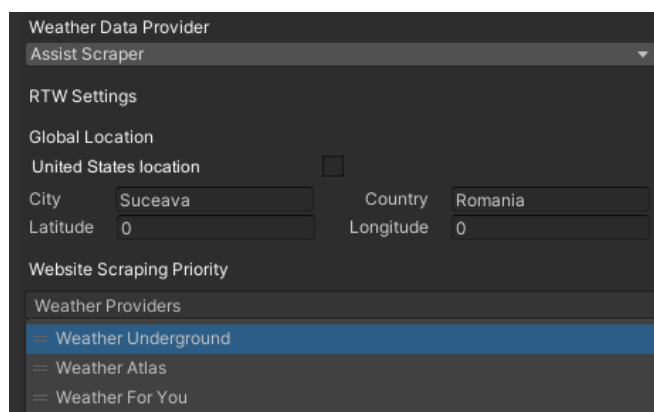 Weather Data Provider
Assist Scraper
RTW Settings
Global Location
United States location
City Suceava Country Romania
Latitude 0 Longitude 0
Website Scraping Priority
Weather Providers
Weather Underground
Weather Atlas
Weather For You